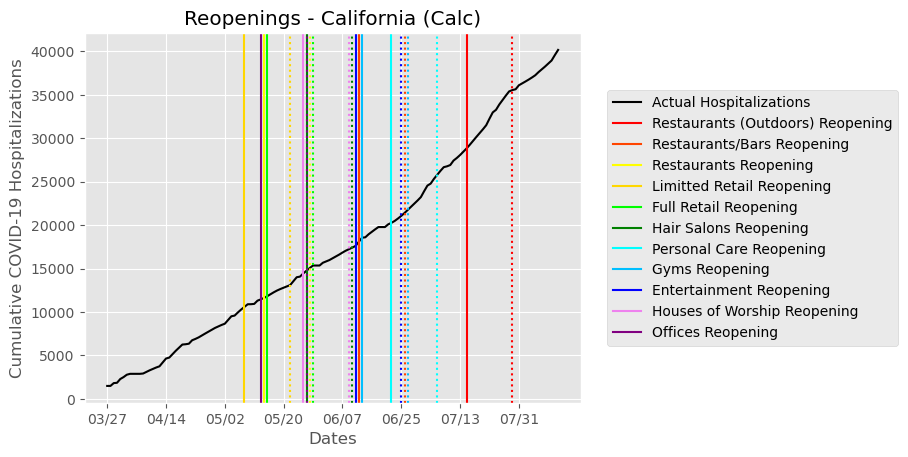 Reopenings - California (Calc)
Cumulative COVID-19 Hospitalizations
40000
35000
30000
25000
20000
15000
10000
5000
0
03/27 04/14 05/02 05/20 06/07 06/25 07/13 07/31
Dates
Actual Hospitalizations
Restaurants (Outdoors) Reopening
Restaurants/Bars Reopening
Restaurants Reopening
Limitted Retail Reopening
Full Retail Reopening
Hair Salons Reopening
Personal Care Reopening
Gyms Reopening
Entertainment Reopening
Houses of Worship Reopening
Offices Reopening